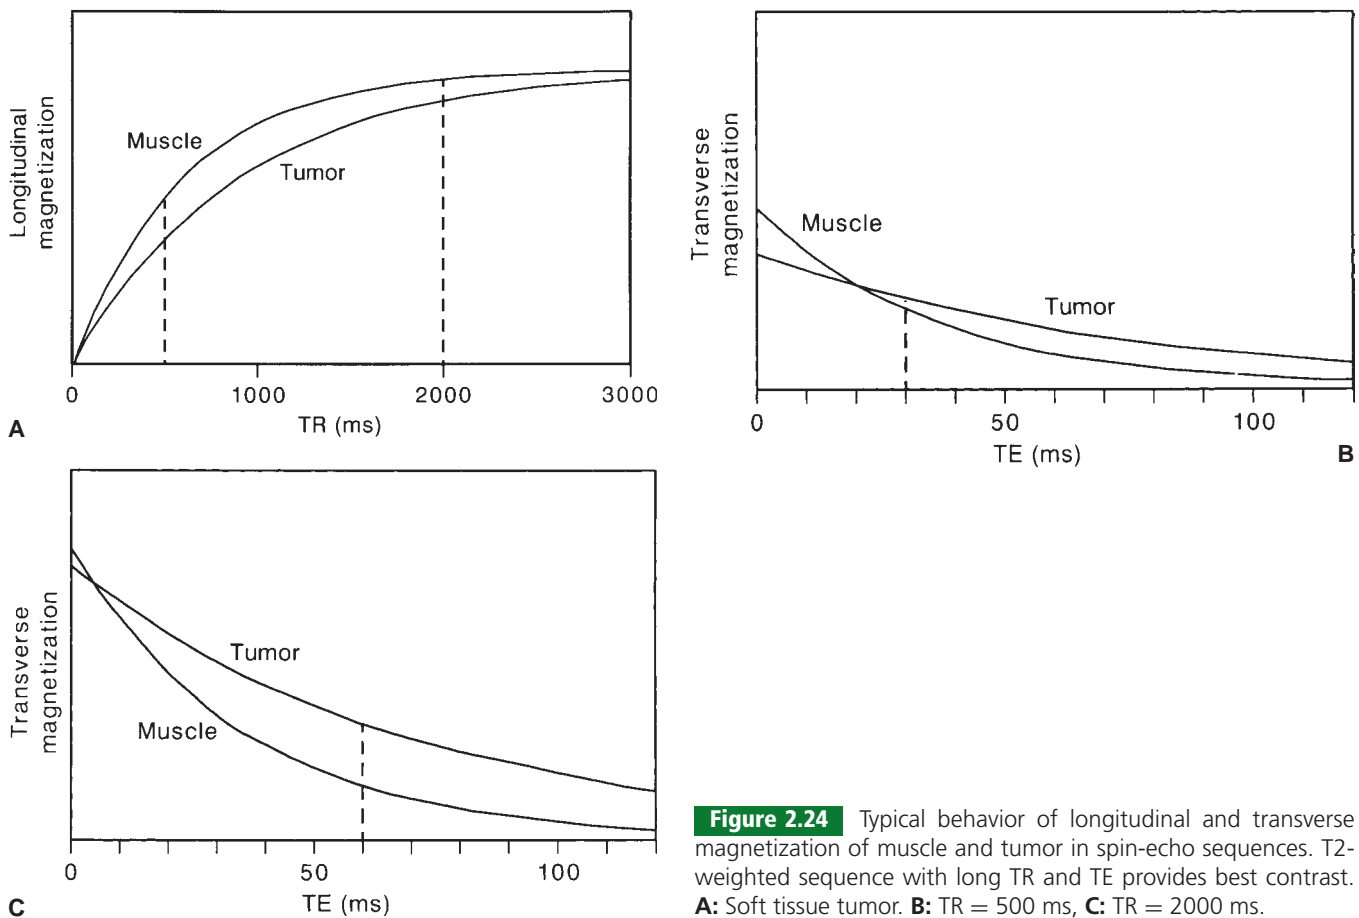 Longitudinal
magnetization
Muscle
Tumor
0
1000
2000
3000
TR (ms)
A
Transverse
magnetization
Muscle
Tumor
0
50
100
TE (ms)
B
Transverse
magnetization
Tumor
Muscle
0
50
100
TE (ms)
C
Figure 2.24 Typical behavior of longitudinal and transverse
magnetization of muscle and tumor in spin-echo sequences. T2-
weighted sequence with long TR and TE provides best contrast.
A: Soft tissue tumor. B: TR = 500 ms, C: TR = 2000 ms.